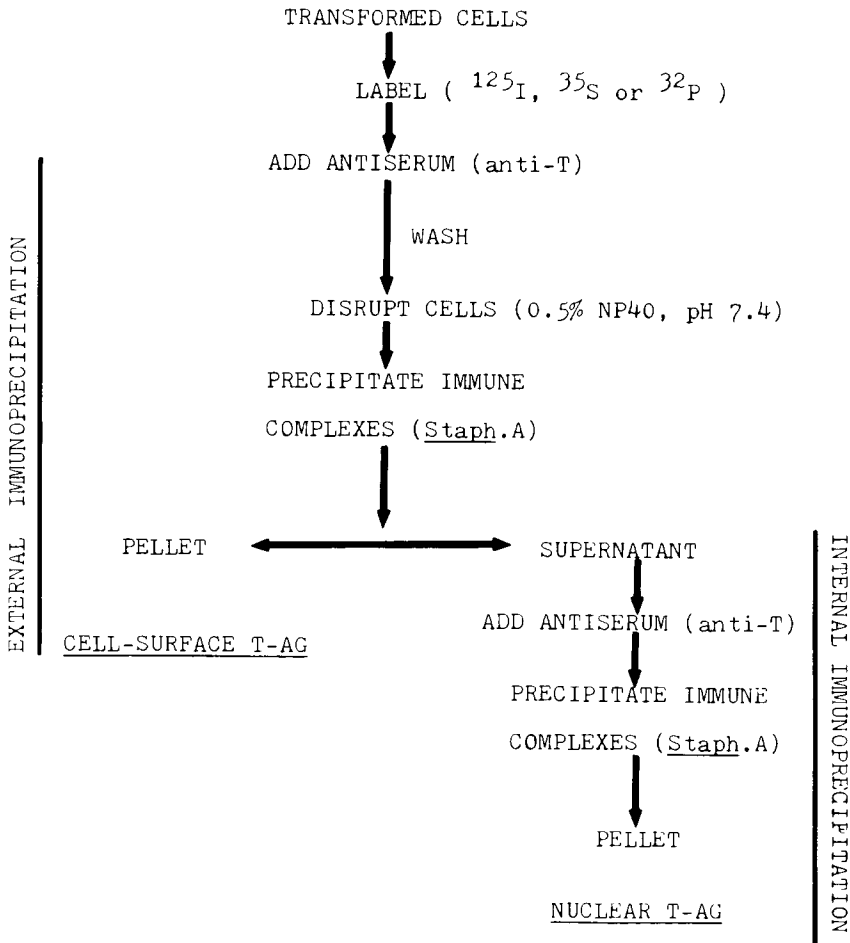 TRANSFORMED CELLS
LABEL ( 125I, 35S or 32P )
ADD ANTISERUM (anti-T)
WASH
DISRUPT CELLS (0.5% NP40, pH 7.4)
PRECIPITATE IMMUNE
COMPLEXES (Staph.A)
EXTERNAL IMMUNOPRECIPITATION
PELLET
SUPERNATANT
CELL-SURFACE T-AG
ADD ANTISERUM (anti-T)
PRECIPITATE IMMUNE
COMPLEXES (Staph.A)
PELLET
NUCLEAR T-AG
INTERNAL IMMUNOPRECIPITATION